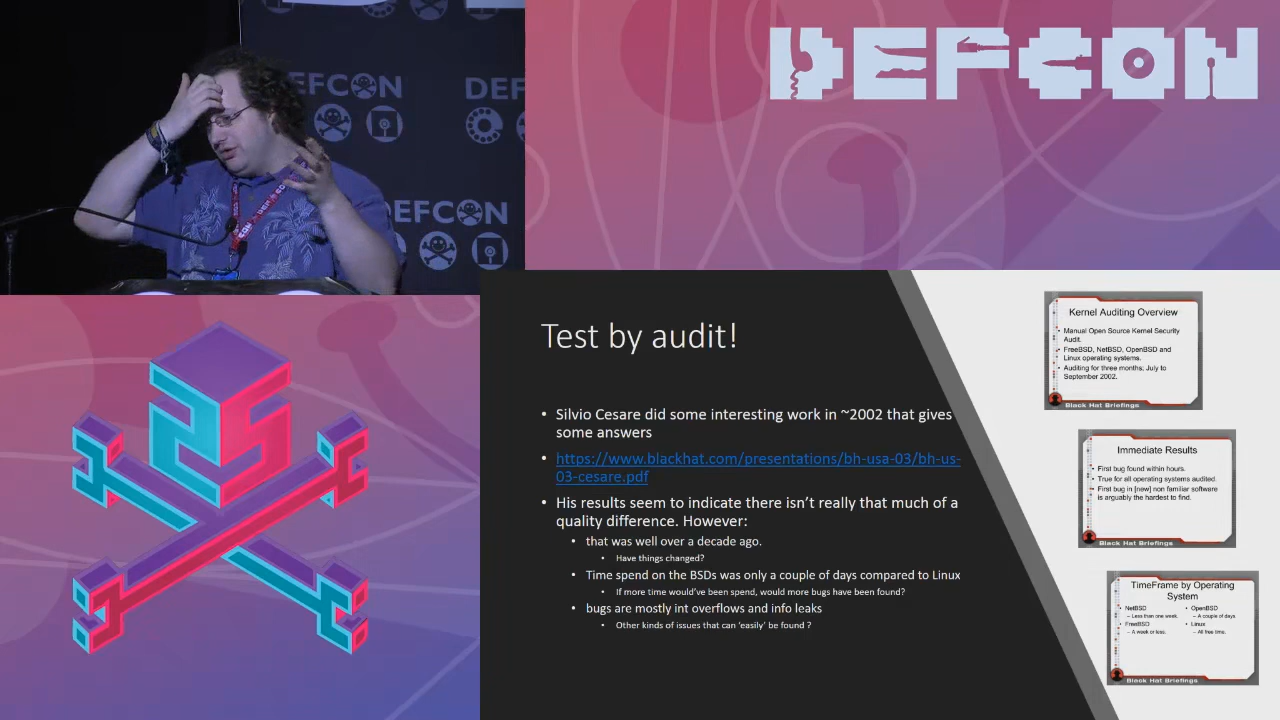 DEFCON
DEFCON
DEF
DEFCON
DEFCON
Test by audit!
• Silvio Cesare did some interesting work in ~2002 that gives
some answers
• https://www.blackhat.com/presentations/bh-usa-03/bh-us-
03-cesare.pdf
• His results seem to indicate there isn't really that much of a
quality difference. However:
• that was well over a decade ago.
• Have things changed?
• Time spend on the BSDs was only a couple of days compared to Linux
• If more time would've been spend, would more bugs have been found?
• bugs are mostly int overflows and info leaks
• Other kinds of issues that can 'easily' be found ?
Kernel Auditing Overview
• Manual Open Source Kernel Security
Audit.
• FreeBSD, NetBSD, OpenBSD and
Linux operating systems.
• Auditing for three months; July to
September 2002.
Black Hat Briefings
Immediate Results
• First bug found within hours.
• True for all operating systems audited.
• First bug in [new] non familiar software
is arguably the hardest to find.
Black Hat Briefings
TimeFrame by Operating
System
• NetBSD
– Less than one week.
• FreeBSD
– A week or less.
• OpenBSD
– A couple of days.
• Linux
– All free time.
Black Hat Briefings